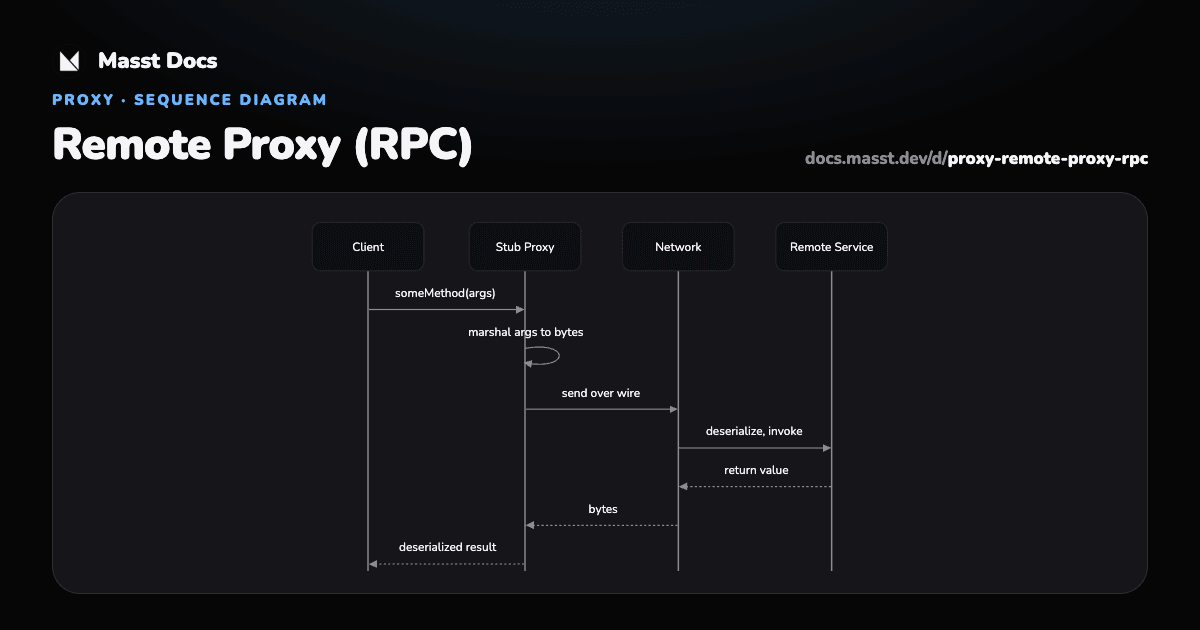 Masst Docs
PROXY · SEQUENCE DIAGRAM
Remote Proxy (RPC)
docs.masst.dev/d/proxy-remote-proxy-rpc
Client
Stub Proxy
Network
Remote Service
someMethod(args)
marshal args to bytes
send over wire
deserialize, invoke
return value
bytes
deserialized result